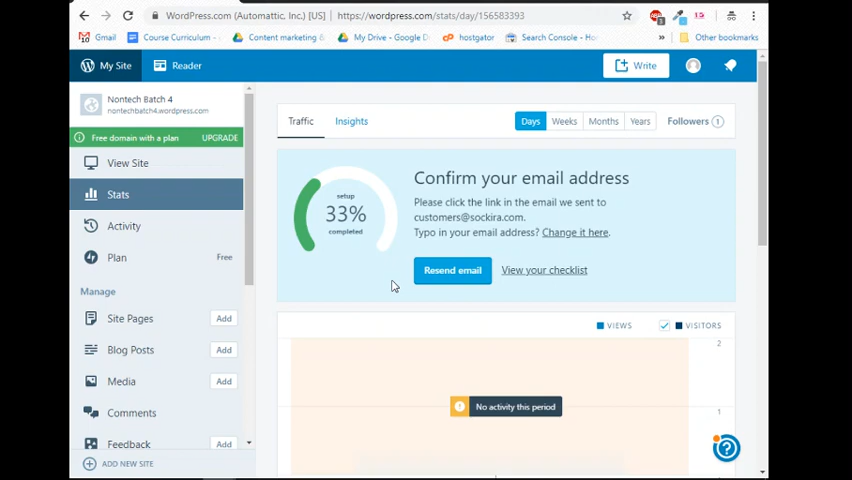 WordPress.com (Automattic, Inc.) [US] | https://wordpress.com/stats/day/156583393
Gmail
Course Curriculum -
Content marketing &
My Drive - Google D
hostgator
Search Console - Ho
»
Other bookmarks
My Site
Reader
Write
Nontech Batch 4
nontechbatch4.wordpress.com
Free domain with a plan UPGRADE
View Site
Stats
Activity
Plan Free
Manage
Site Pages Add
Blog Posts Add
Media Add
Comments
Feedback Add
ADD NEW SITE
Traffic Insights Days Weeks Months Years Followers 1
setup
33%
completed
Confirm your email address
Please click the link in the email we sent to
customers@sockira.com.
Typo in your email address? Change it here.
Resend email View your checklist
VIEWS VISITORS
2
No activity this period
1